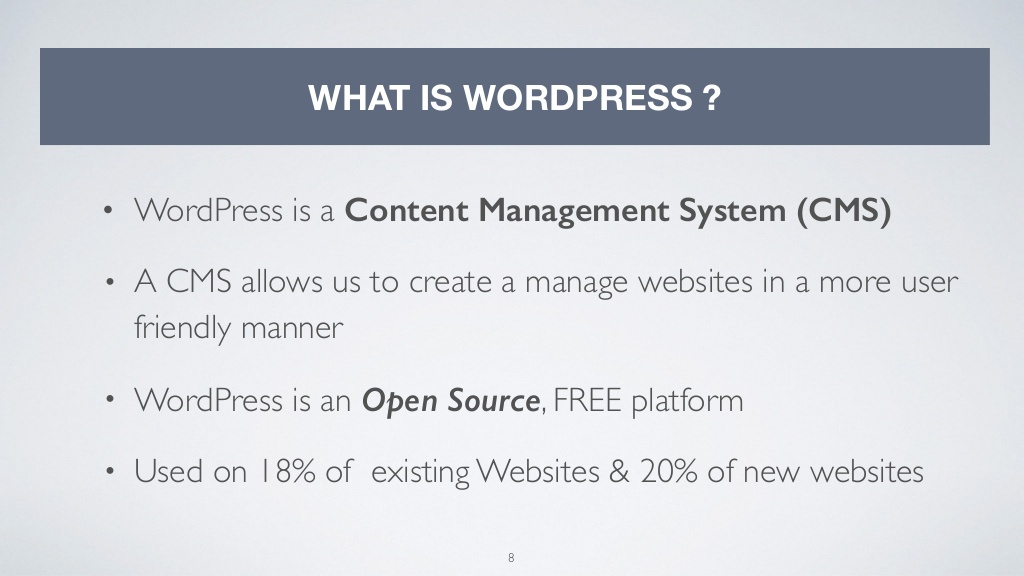 WHAT IS WORDPRESS ?
• WordPress is a Content Management System (CMS)
• A CMS allows us to create a manage websites in a more user
friendly manner
• WordPress is an Open Source, FREE platform
• Used on 18% of  existing Websites & 20% of new websites
8